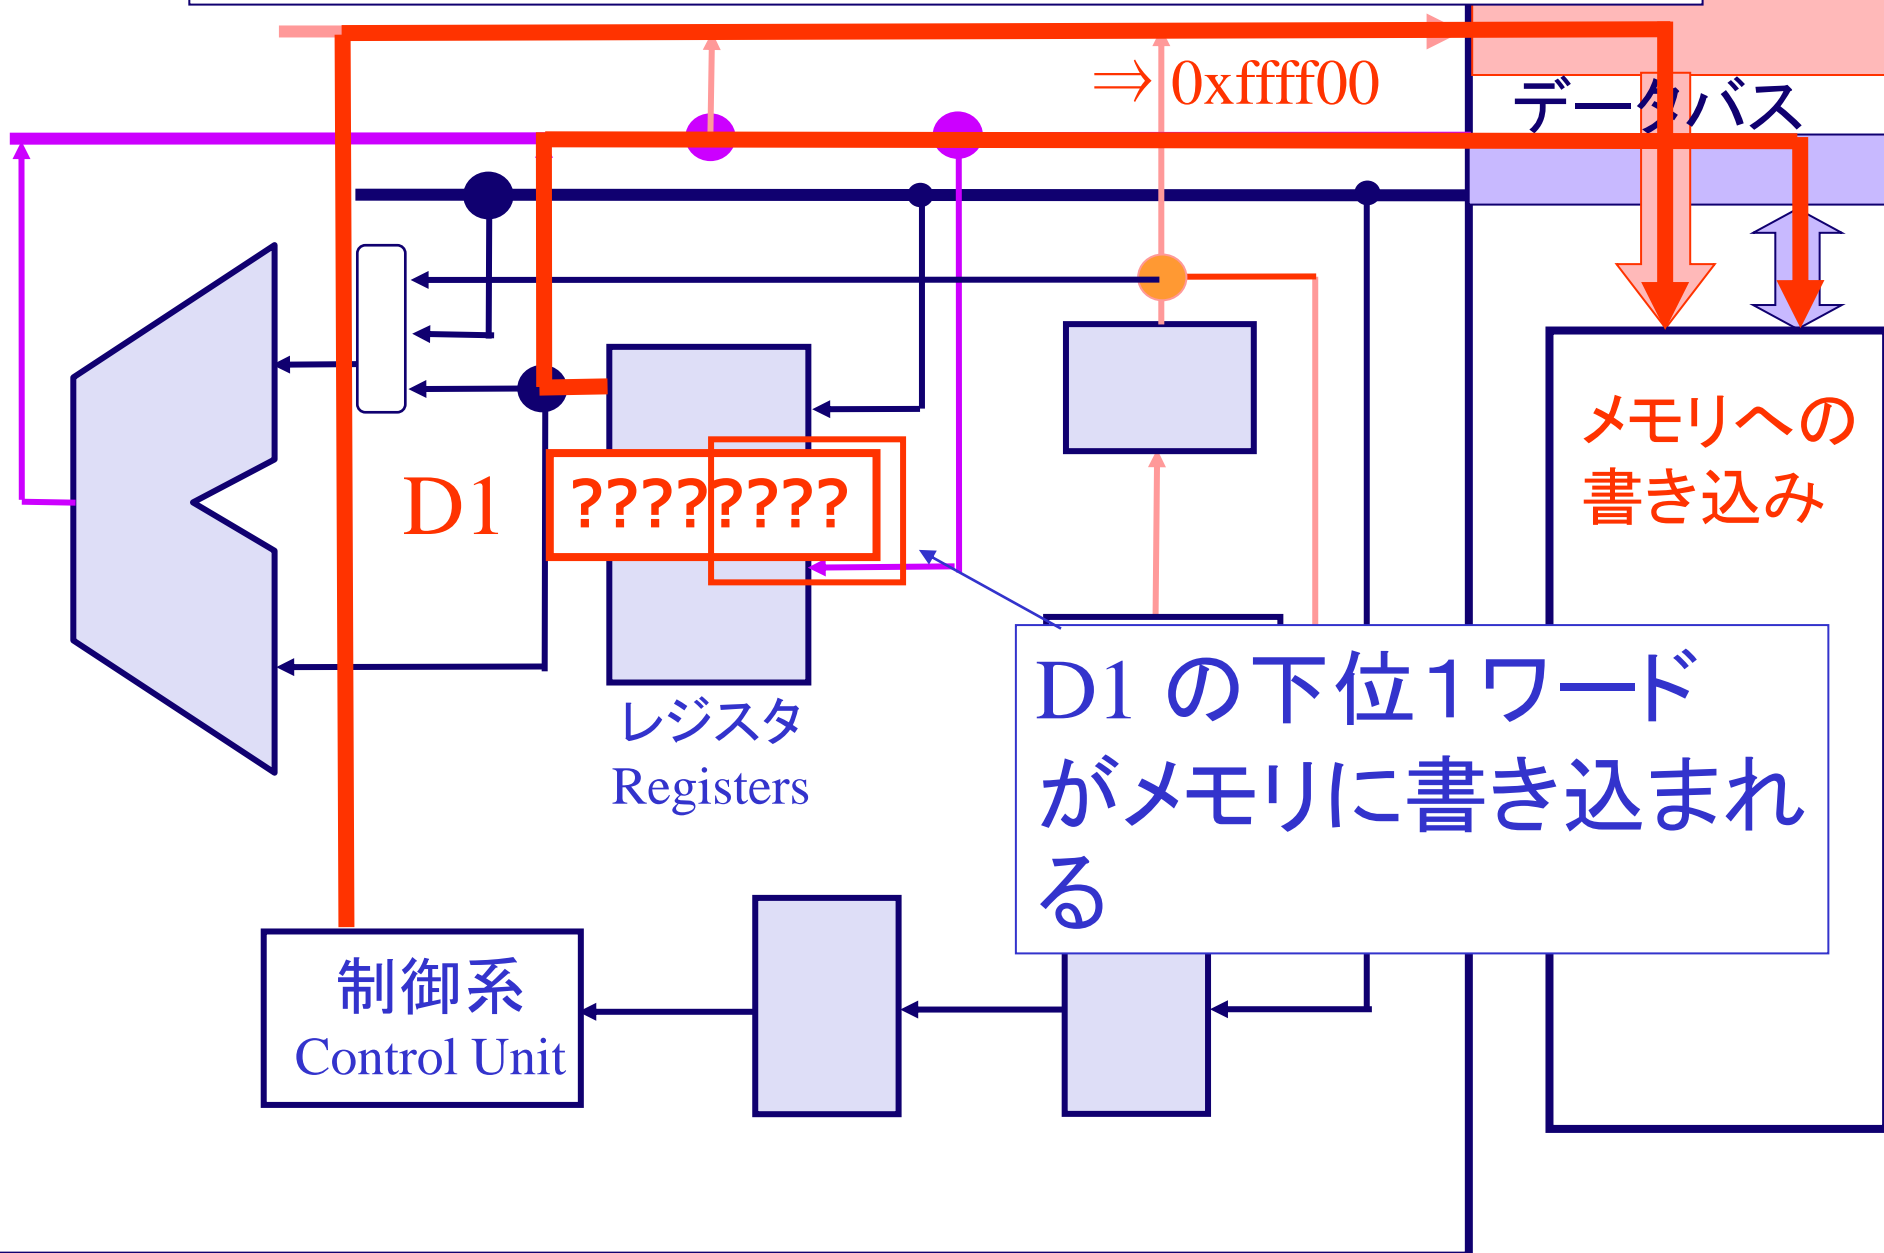 ⇒ 0xffff00
データバス
メモリへの
書き込み
D1
????????
D1 の下位１ワード
がメモリに書き込まれ
る
レジスタ
Registers
制御系
Control Unit